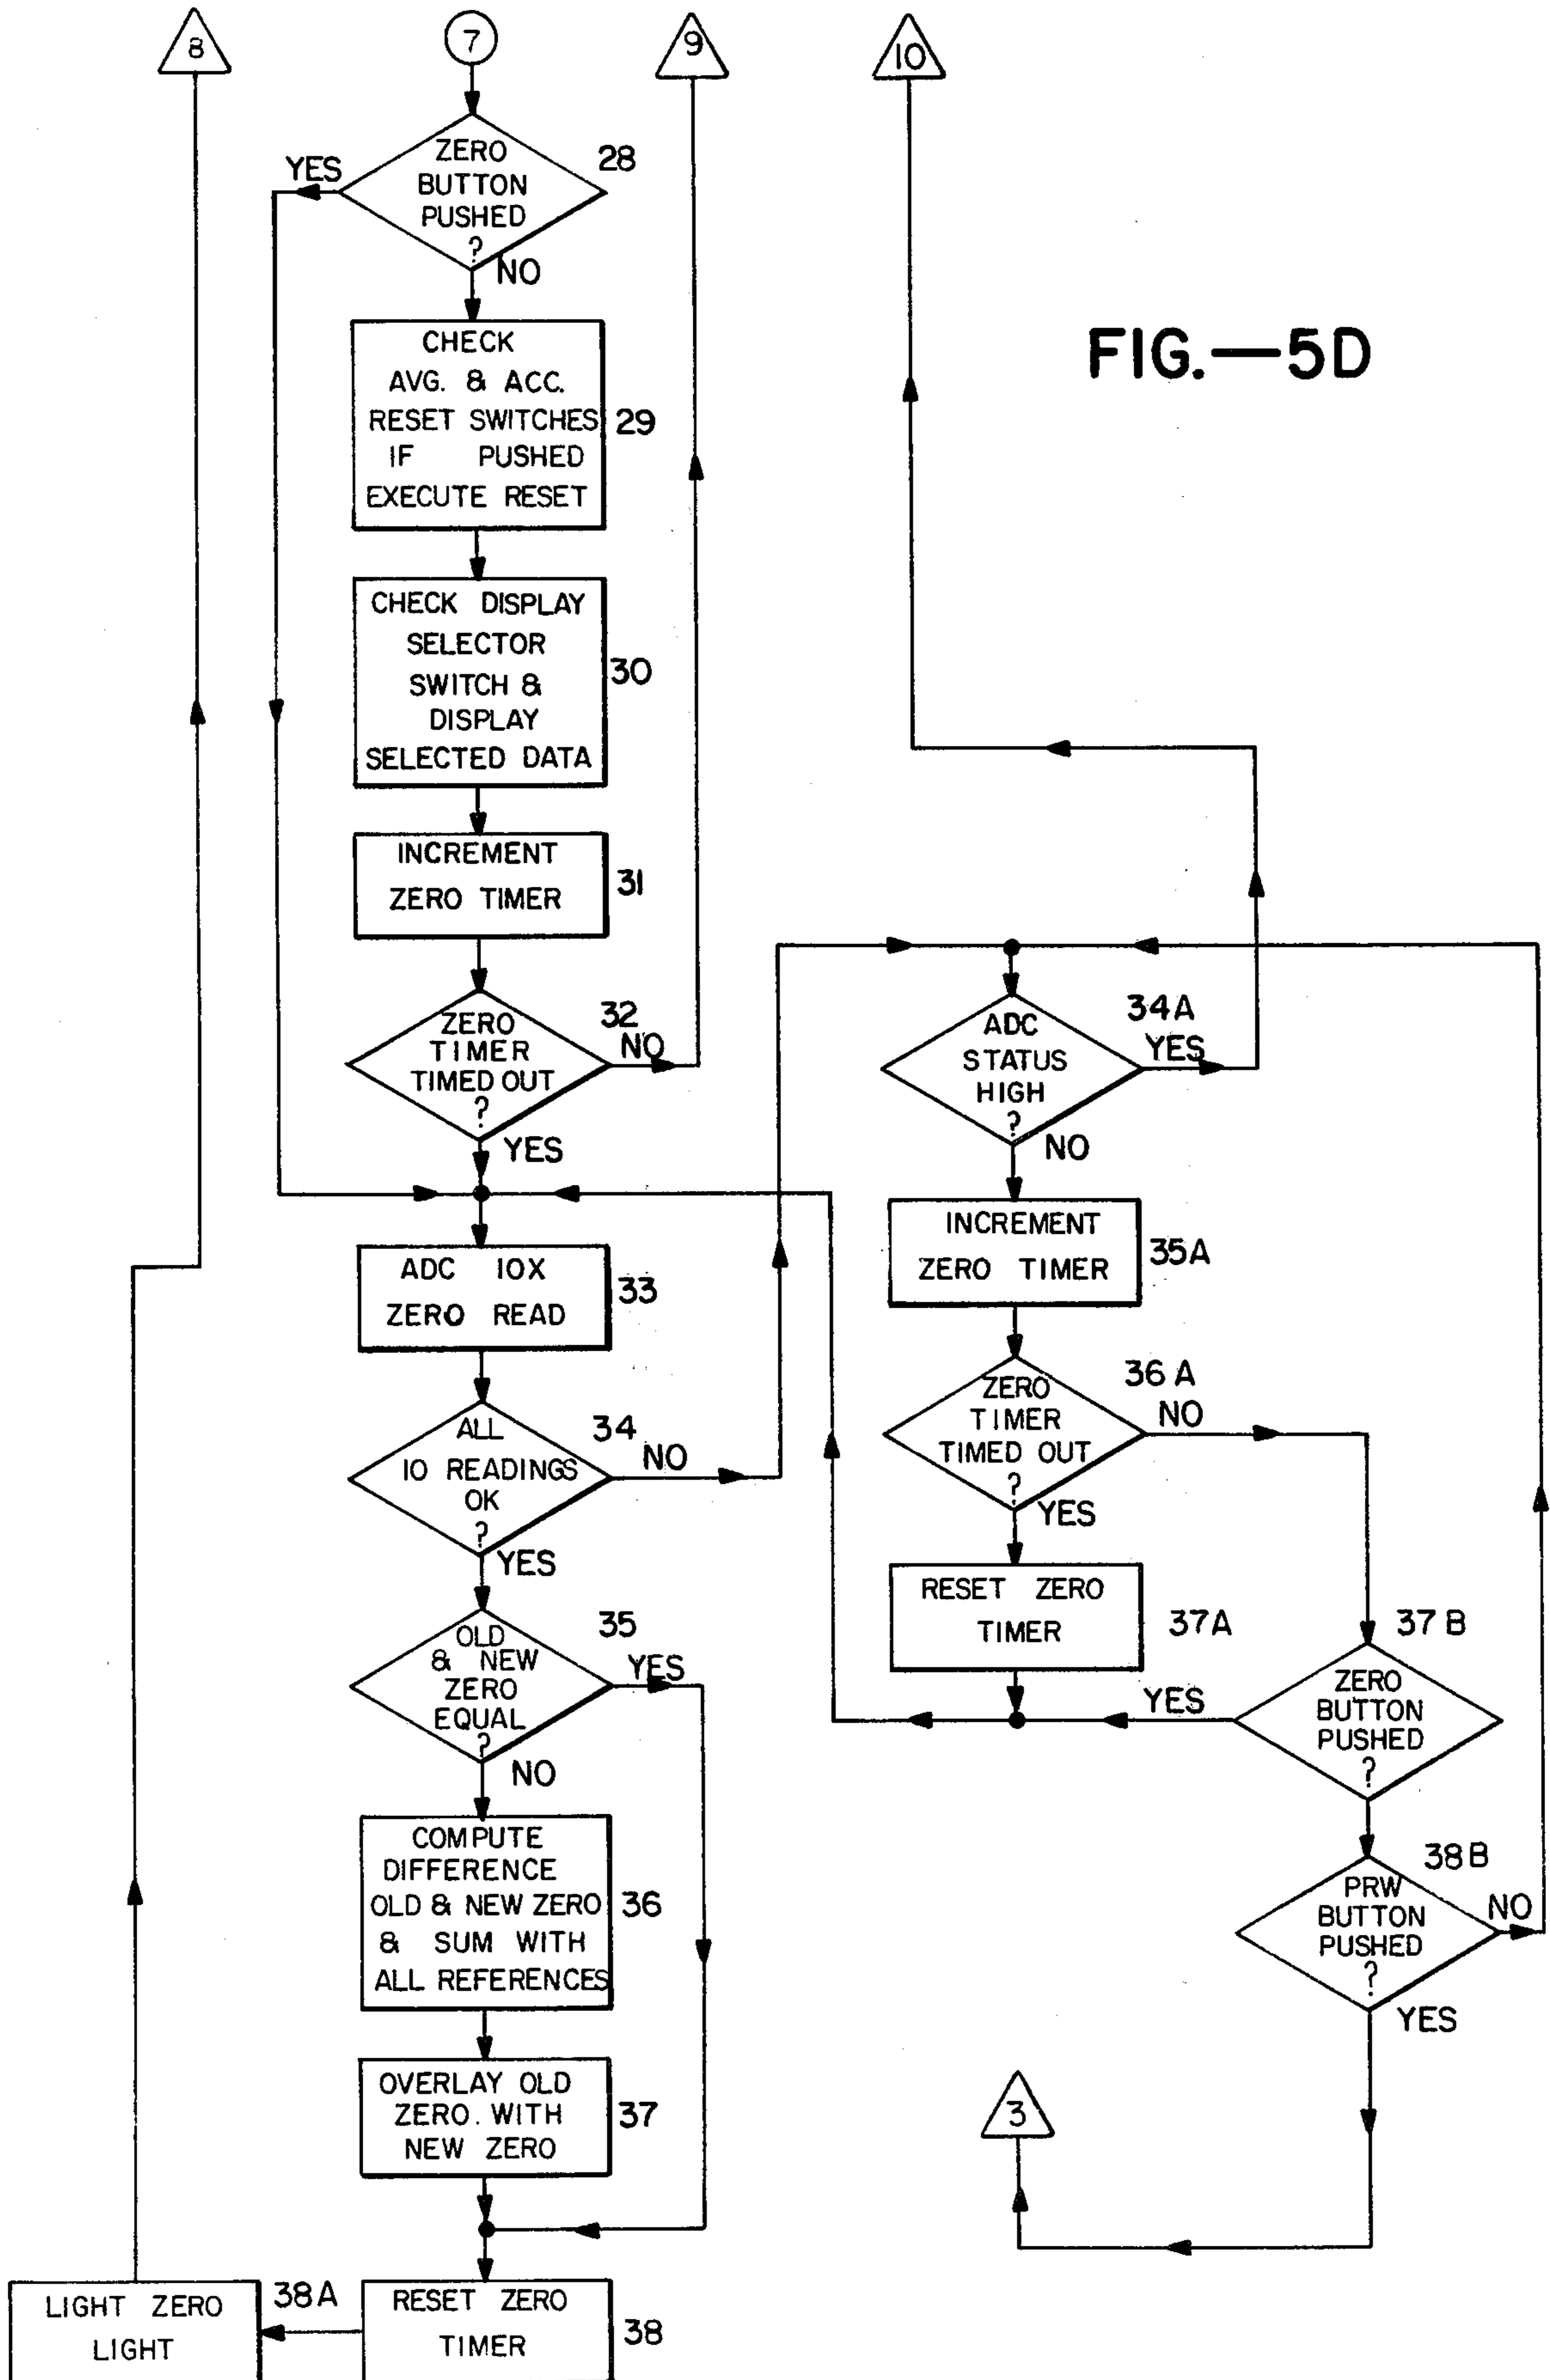 8
7
9
10
ZERO
BUTTON
PUSHED
?
28
YES
NO
FIG.—5D
CHECK
AVG. & ACC.
RESET SWITCHES
IF PUSHED
EXECUTE RESET
29
CHECK DISPLAY
SELECTOR
SWITCH &
DISPLAY
SELECTED DATA
30
INCREMENT
ZERO TIMER
31
ZERO
TIMER
TIMED OUT
?
32
NO
YES
ADC 10X
ZERO READ
33
ALL
10 READINGS
OK
?
34
NO
YES
OLD
& NEW
ZERO
EQUAL
?
35
YES
NO
COMPUTE
DIFFERENCE
OLD & NEW ZERO
& SUM WITH
ALL REFERENCES
36
OVERLAY OLD
ZERO. WITH
NEW ZERO
37
RESET ZERO
TIMER
38
LIGHT ZERO
LIGHT
38A
ADC
STATUS
HIGH
?
34A
YES
NO
INCREMENT
ZERO TIMER
35A
ZERO
TIMER
TIMED OUT
?
36A
NO
YES
RESET ZERO
TIMER
37A
ZERO
BUTTON
PUSHED
?
37B
YES
PRW
BUTTON
PUSHED
?
38B
NO
YES
3